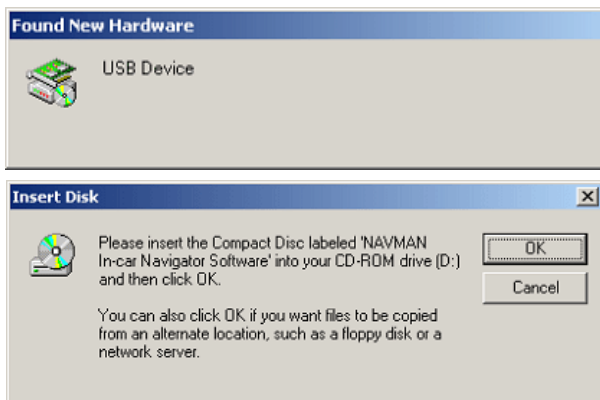 Found New Hardware
USB Device
Insert Disk
Please insert the Compact Disc labeled 'NAVMAN
In-car Navigator Software' into your CD-ROM drive (D:)
and then click OK.
You can also click OK if you want files to be copied
from an alternate location, such as a floppy disk or a
network server.
OK
Cancel